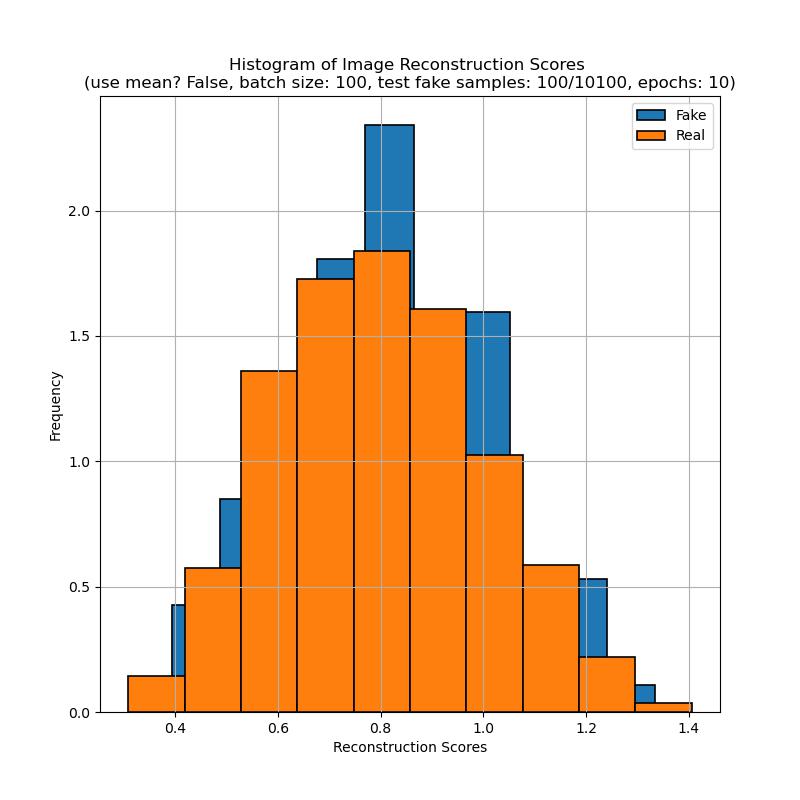 Histogram of Image Reconstruction Scores
(use mean? False, batch size: 100, test fake samples: 100/10100, epochs: 10)
Fake
Real
2.0
1.5
1.0
0.5
0.0
Frequency
0.4 0.6 0.8 1.0 1.2 1.4
Reconstruction Scores